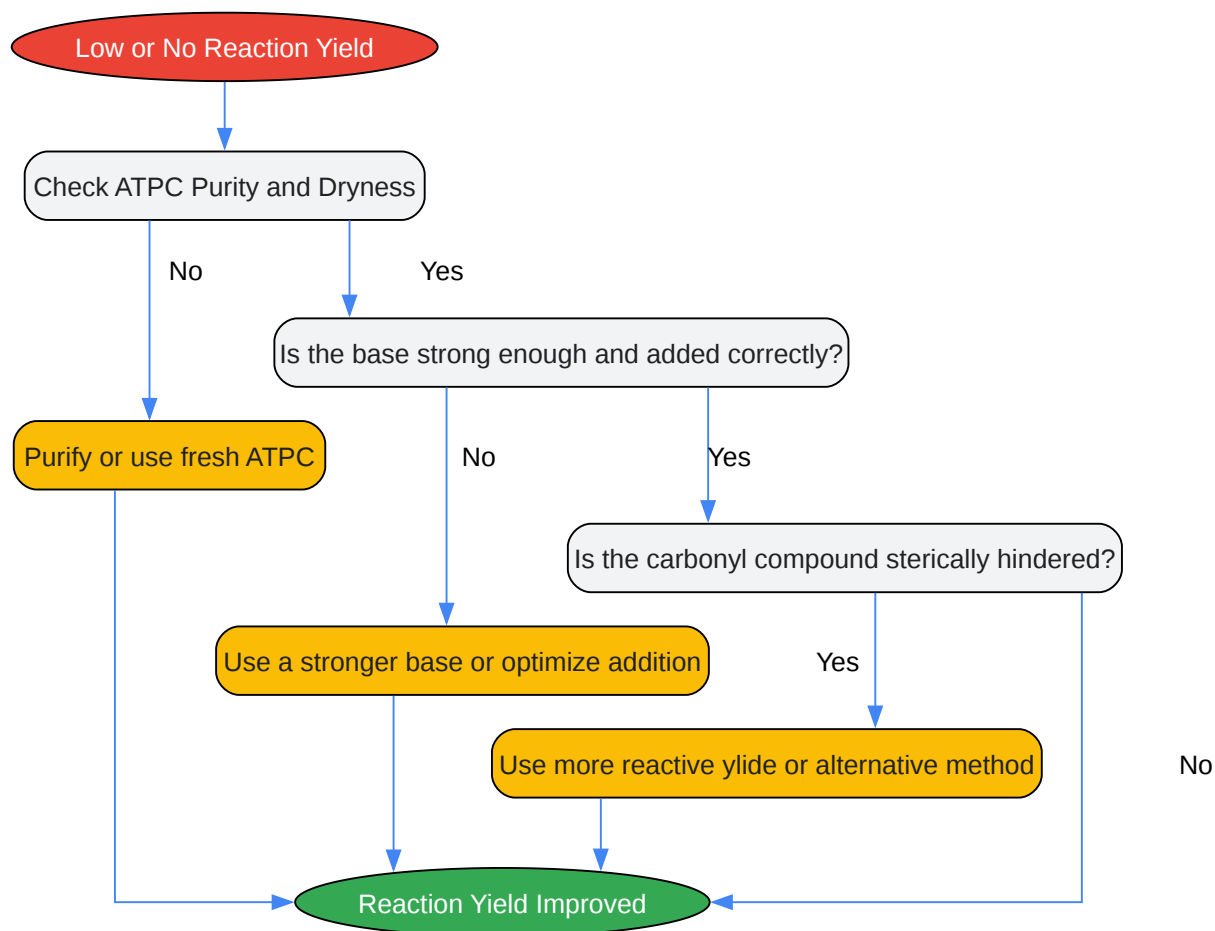 Low or No Reaction Yield
Check ATPC Purity and Dryness
No
Yes
Is the base strong enough and added correctly?
Purify or use fresh ATPC
No
Yes
Is the carbonyl compound sterically hindered?
Use a stronger base or optimize addition
Yes
Use more reactive ylide or alternative method
No
Reaction Yield Improved